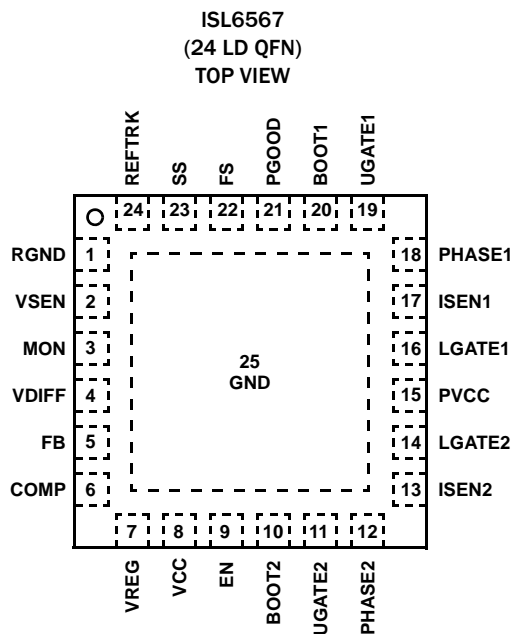 ISL6567
(24 LD QFN)
TOP VIEW
REFTRK
SS
FS
PGOOD
BOOT1
UGATE1
24
23
22
21
20
19
RGND 1
VSEN 2
MON 3
VDIFF 4
FB 5
COMP 6
25
GND
18 PHASE1
17 ISEN1
16 LGATE1
15 PVCC
14 LGATE2
13 ISEN2
7
8
9
10
11
12
VREG
VCC
EN
BOOT2
UGATE2
PHASE2